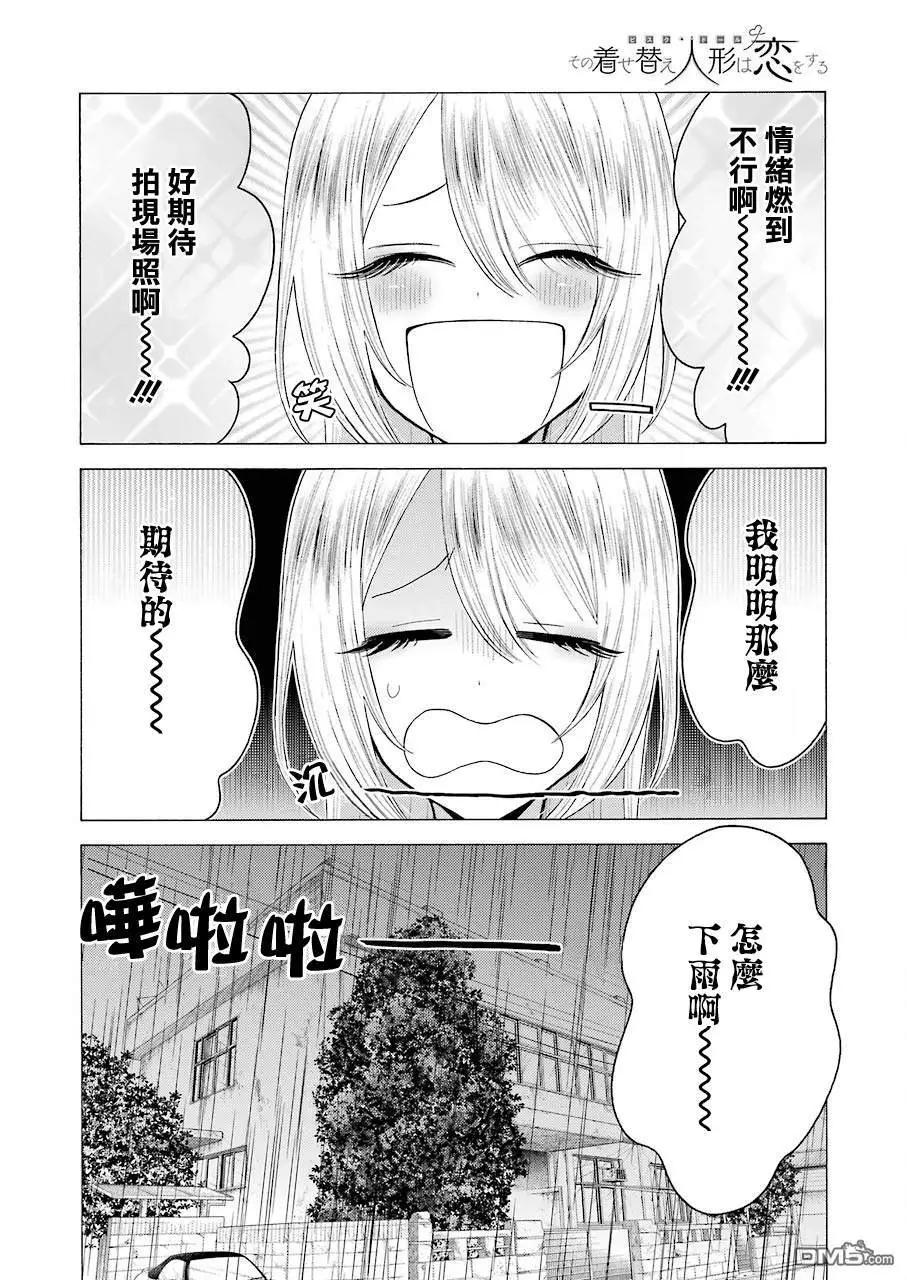 ビスク・ドール
その着せ替え人形は恋をする
情緒燃到
不行啊～～～!!!
好期待
拍現場照啊～～～!!!
笑
我明明那麼
期待的～～～
沉
嘩啦啦
怎麼
下雨啊～～～
DM5.com